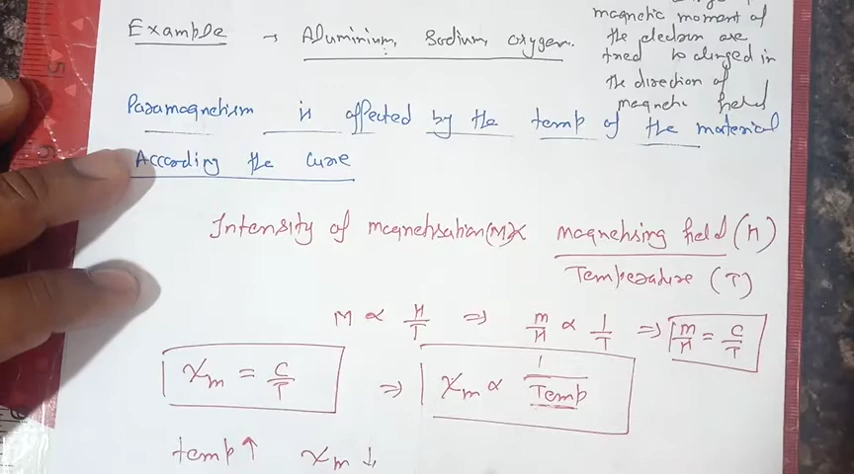 magnetic moment of
the electron are
tned to alinged in
the direction of
magnetic field
Example → Aluminium, Sodium, oxygen.
Paramagnetism is affected by the temp of the material
According the Curie
Intensity of magnetisation(M)∝ magnetising field (H)
Temperature (T)
M ∝ H/T ⇒ m/H ∝ 1/T ⇒ m/H = C/T
χm = C/T ⇒ χm ∝ 1/Temp
temp↑ χm ↓